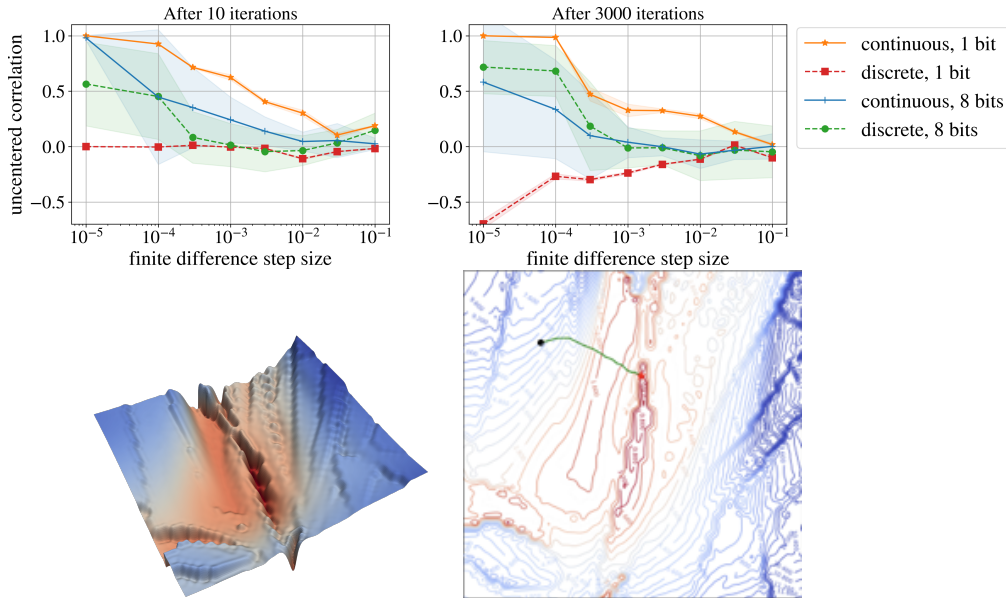 After 10 iterations
After 3000 iterations
uncentered correlation
1.0
0.5
0.0
−0.5
10−5
10−4
10−3
10−2
10−1
finite difference step size
1.0
0.5
0.0
−0.5
10−5
10−4
10−3
10−2
10−1
finite difference step size
continuous, 1 bit
discrete, 1 bit
continuous, 8 bits
discrete, 8 bits